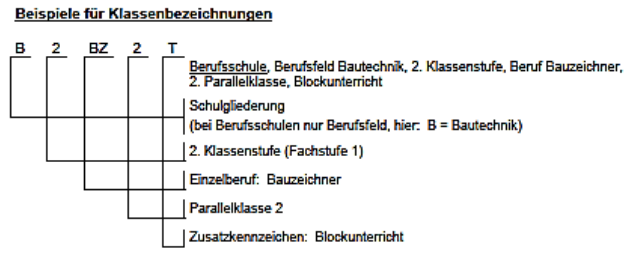 Beispiele für Klassenbezeichnungen
B 2 BZ 2 T
Berufsschule, Berufsfeld Bautechnik, 2. Klassenstufe, Beruf Bauzeichner,
2. Parallelklasse, Blockunterricht
Schulgliederung
(bei Berufsschulen nur Berufsfeld, hier: B = Bautechnik)
2. Klassenstufe (Fachstufe 1)
Einzelberuf: Bauzeichner
Parallelklasse 2
Zusatzkennzeichen: Blockunterricht